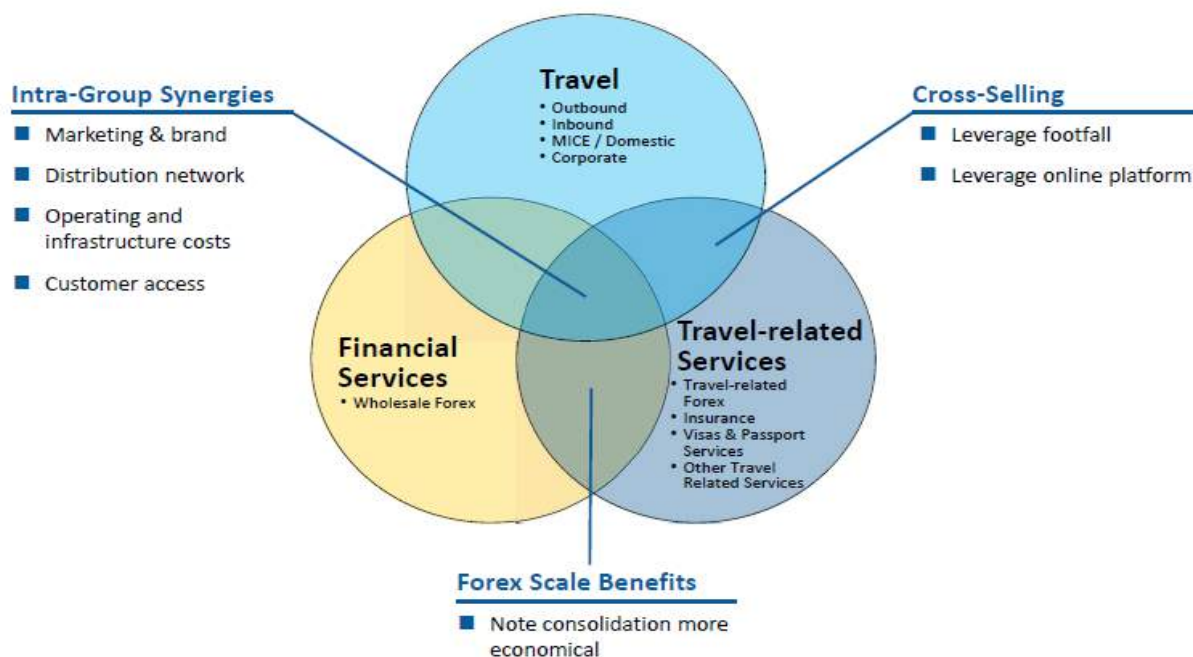 Travel
• Outbound
• Inbound
• MICE / Domestic
• Corporate
Intra-Group Synergies
■ Marketing & brand
■ Distribution network
■ Operating and
infrastructure costs
■ Customer access
Cross-Selling
■ Leverage footfall
■ Leverage online platform
Financial
Services
• Wholesale Forex
Travel-related
Services
• Travel-related
Forex
• Insurance
• Visas & Passport
Services
• Other Travel
Related Services
Forex Scale Benefits
■ Note consolidation more
economical